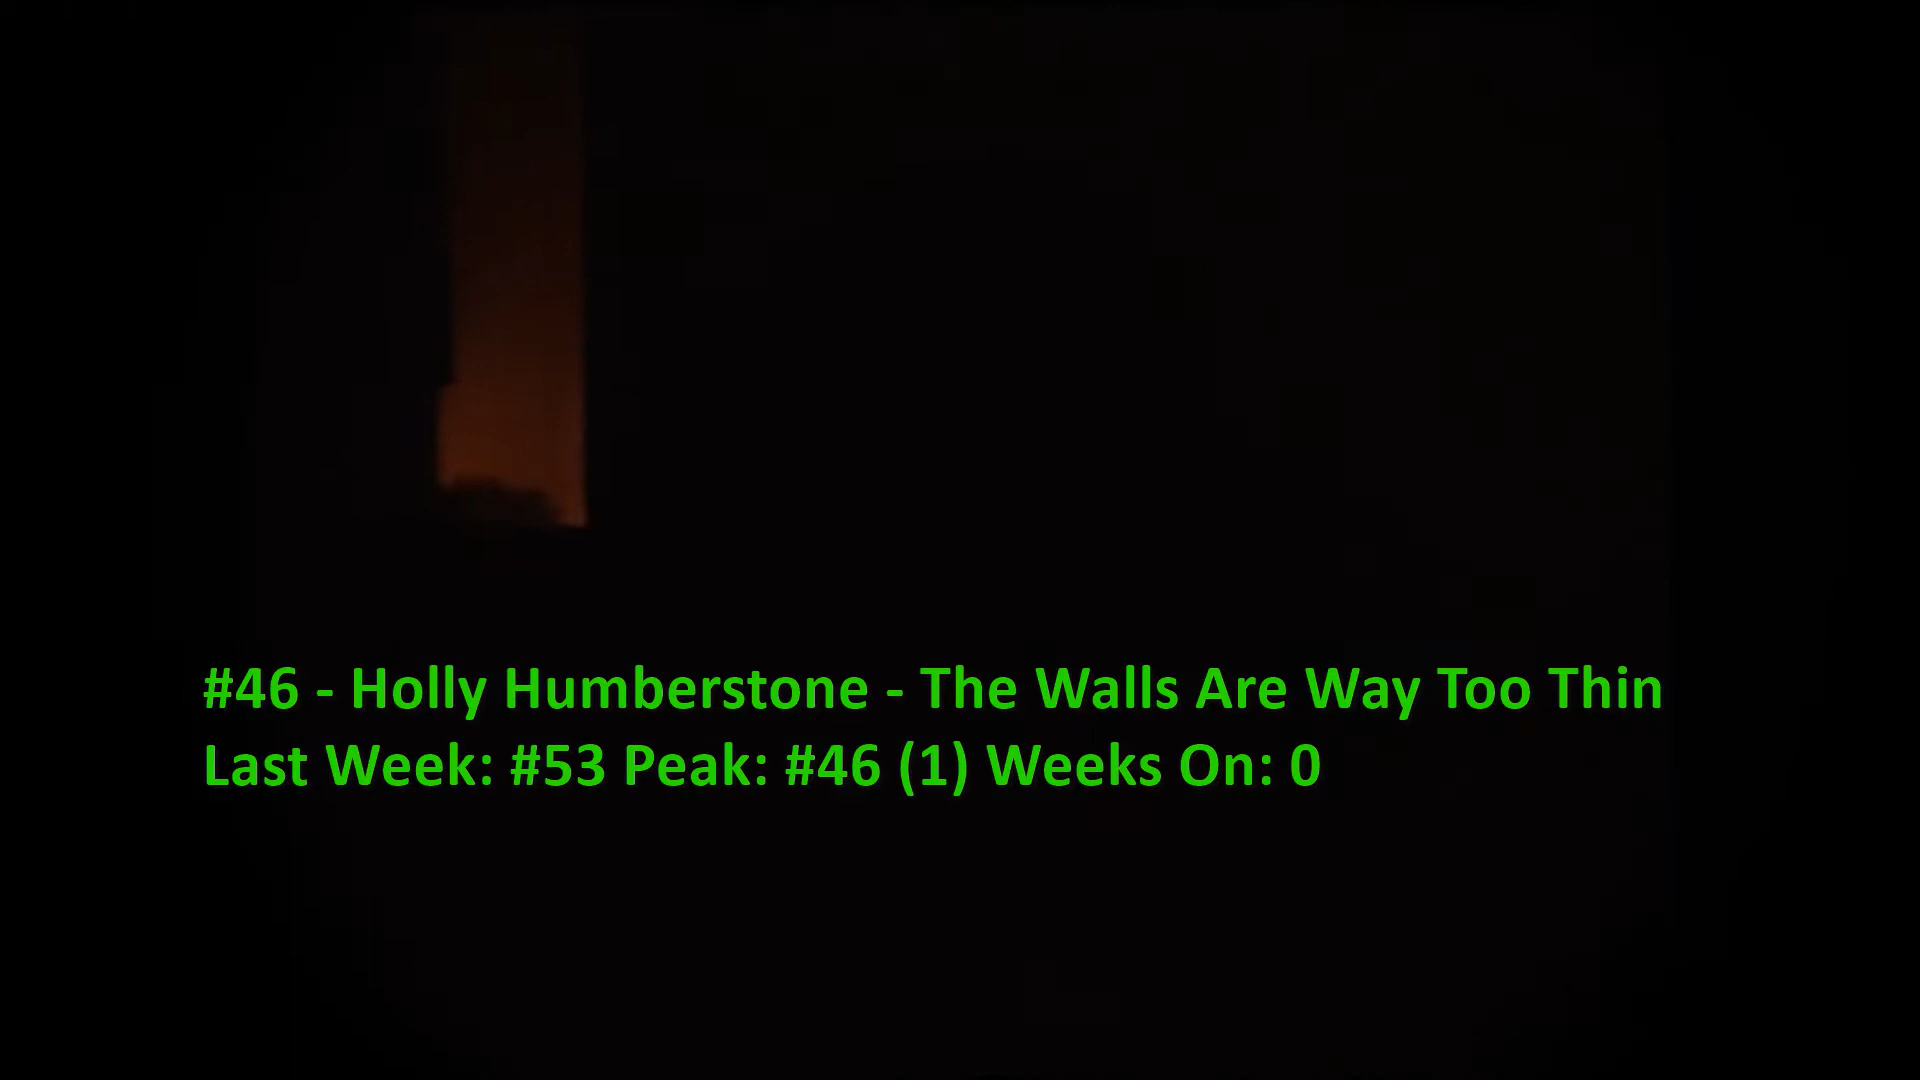 #46 - Holly Humberstone - The Walls Are Way Too Thin
Last Week: #53 Peak: #46 (1) Weeks On: 0